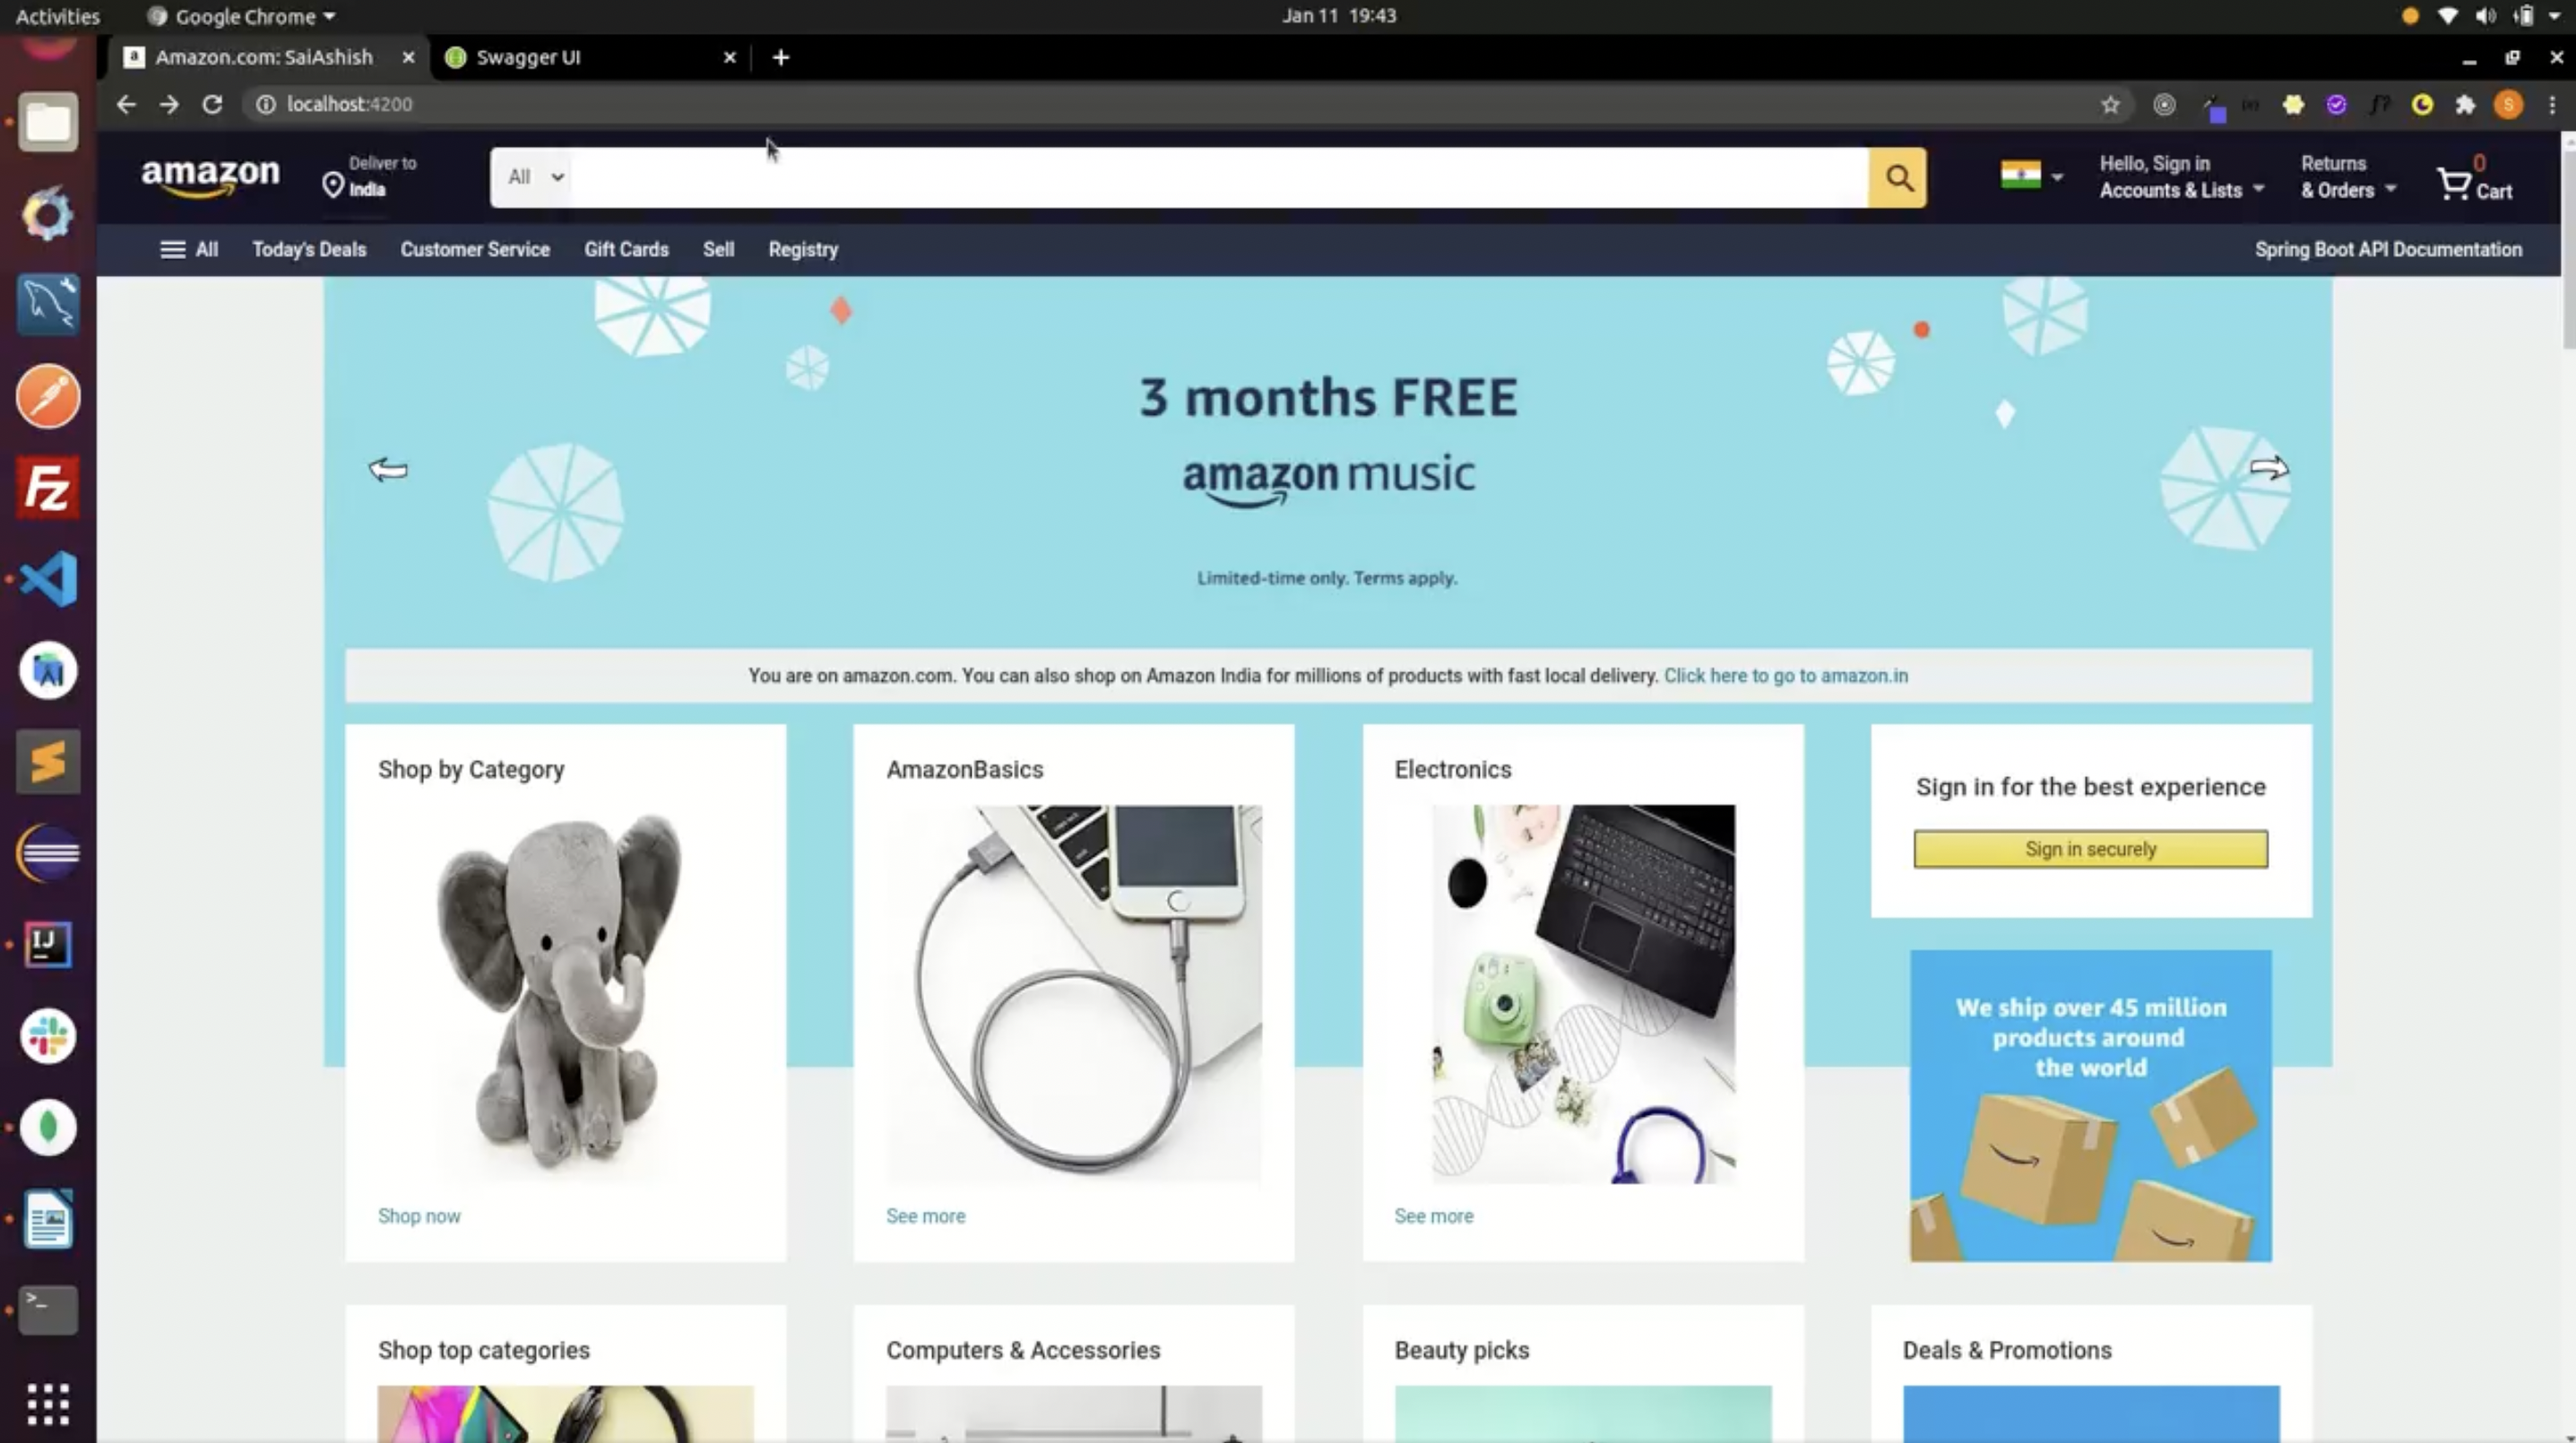 Activities
Google Chrome
Jan 11 19:43
Amazon.com: SaiAshish
Swagger UI
localhost:4200
S
amazon
Deliver to
India
All
Hello, Sign in
Accounts & Lists
Returns
& Orders
0
Cart
All
Today's Deals
Customer Service
Gift Cards
Sell
Registry
Spring Boot API Documentation
3 months FREE
amazon music
Limited-time only. Terms apply.
You are on amazon.com. You can also shop on Amazon India for millions of products with fast local delivery. Click here to go to amazon.in
Shop by Category
AmazonBasics
Electronics
Sign in for the best experience
Sign in securely
We ship over 45 million
products around
the world
Shop now
See more
See more
Shop top categories
Computers & Accessories
Beauty picks
Deals & Promotions